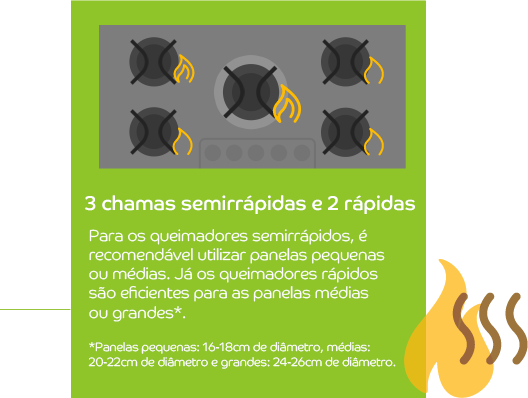 3 chamas semirrápidas e 2 rápidas
Para os queimadores semirrápidos, é
recomendável utilizar panelas pequenas
ou médias. Já os queimadores rápidos
são eficientes para as panelas médias
ou grandes*.
*Panelas pequenas: 16-18cm de diâmetro, médias:
20-22cm de diâmetro e grandes: 24-26cm de diâmetro.